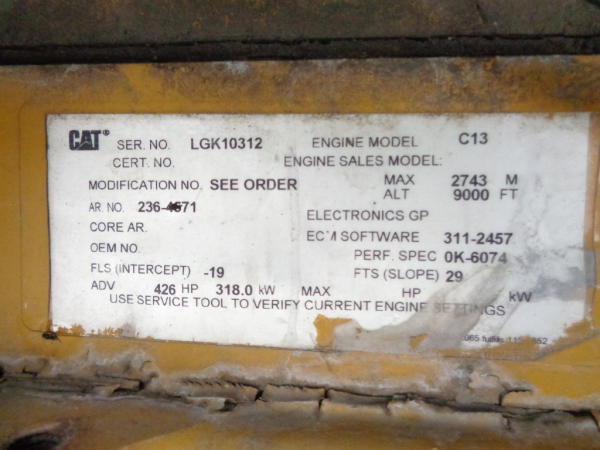 CAT® SER. NO. LGK10312 ENGINE MODEL C13
CERT. NO. ENGINE SALES MODEL:
MODIFICATION NO. SEE ORDER MAX ALT 2743 M 9000 FT
AR. NO. ELECTRONICS GP
CORE AR. ECM SOFTWARE 311-2457
OEM NO. PERF. SPEC 0K-6074
FLS (INTERCEPT) -19 FTS (SLOPE) 29
ADV 426 HP 318.0 kW MAX HP kW
USE SERVICE TOOL TO VERIFY CURRENT ENGINE SETTINGS